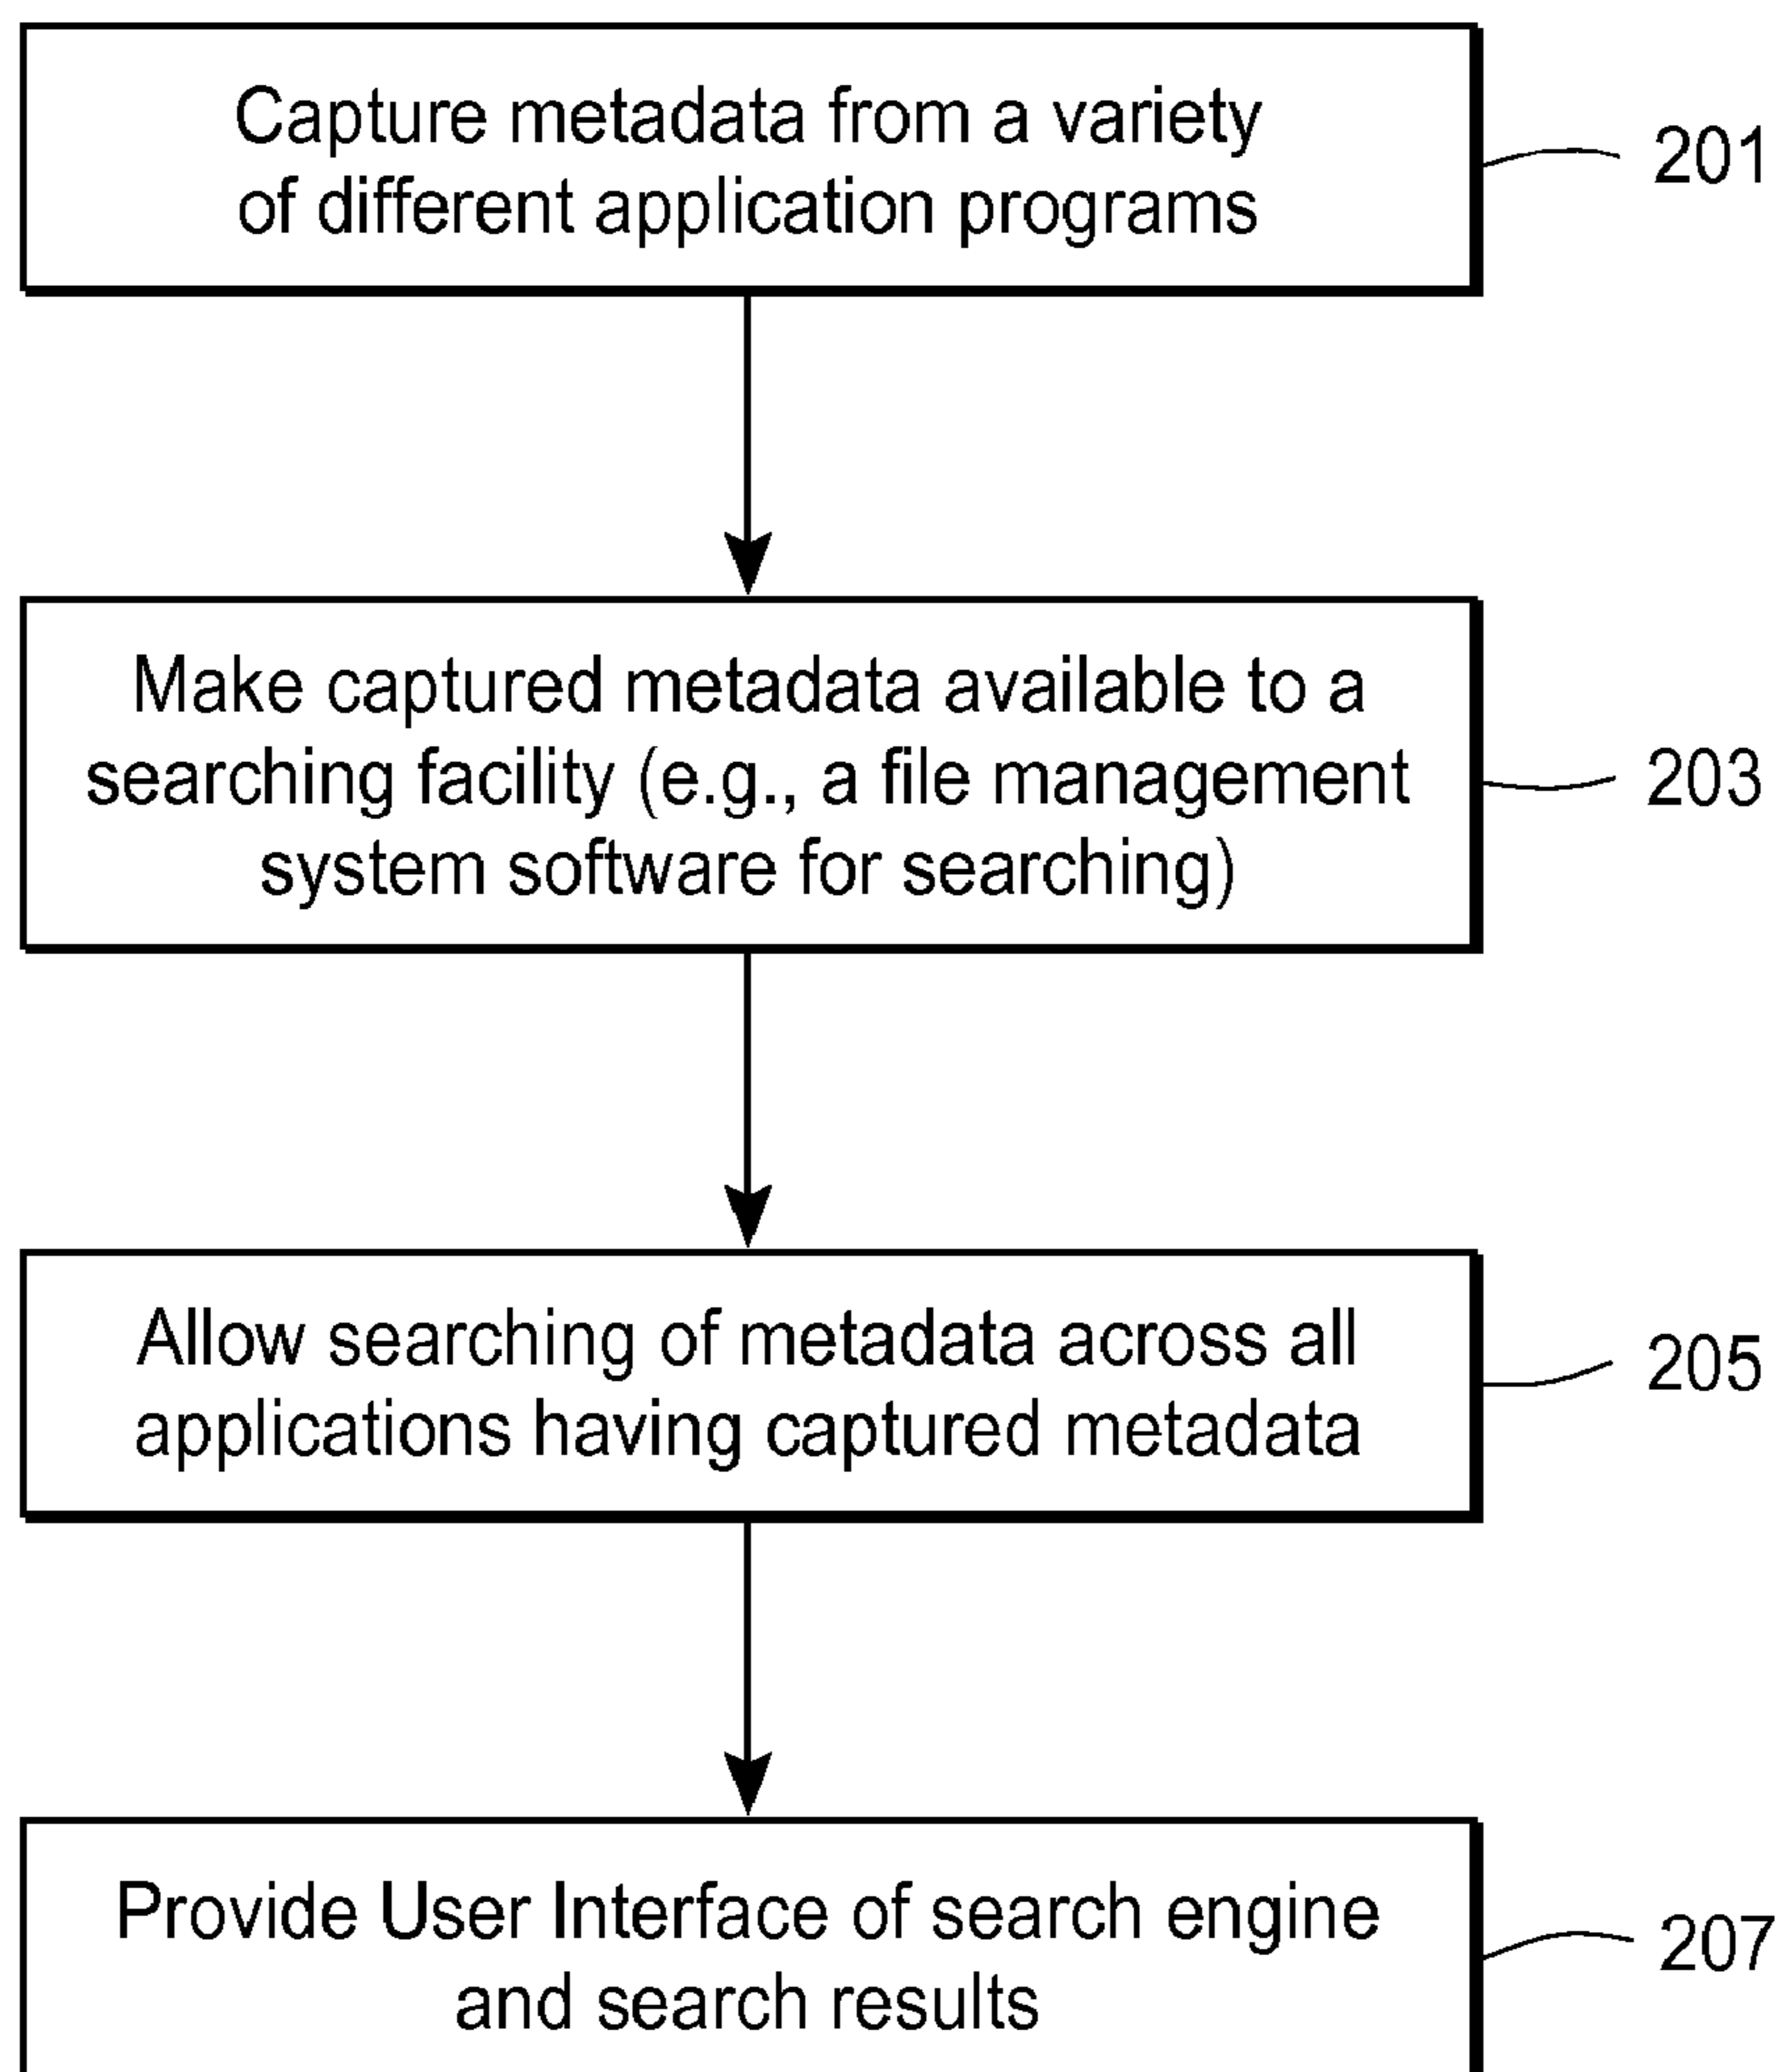 Capture metadata from a variety
of different application programs
201
Make captured metadata available to a
searching facility (e.g., a file management
system software for searching)
203
Allow searching of metadata across all
applications having captured metadata
205
Provide User Interface of search engine
and search results
207